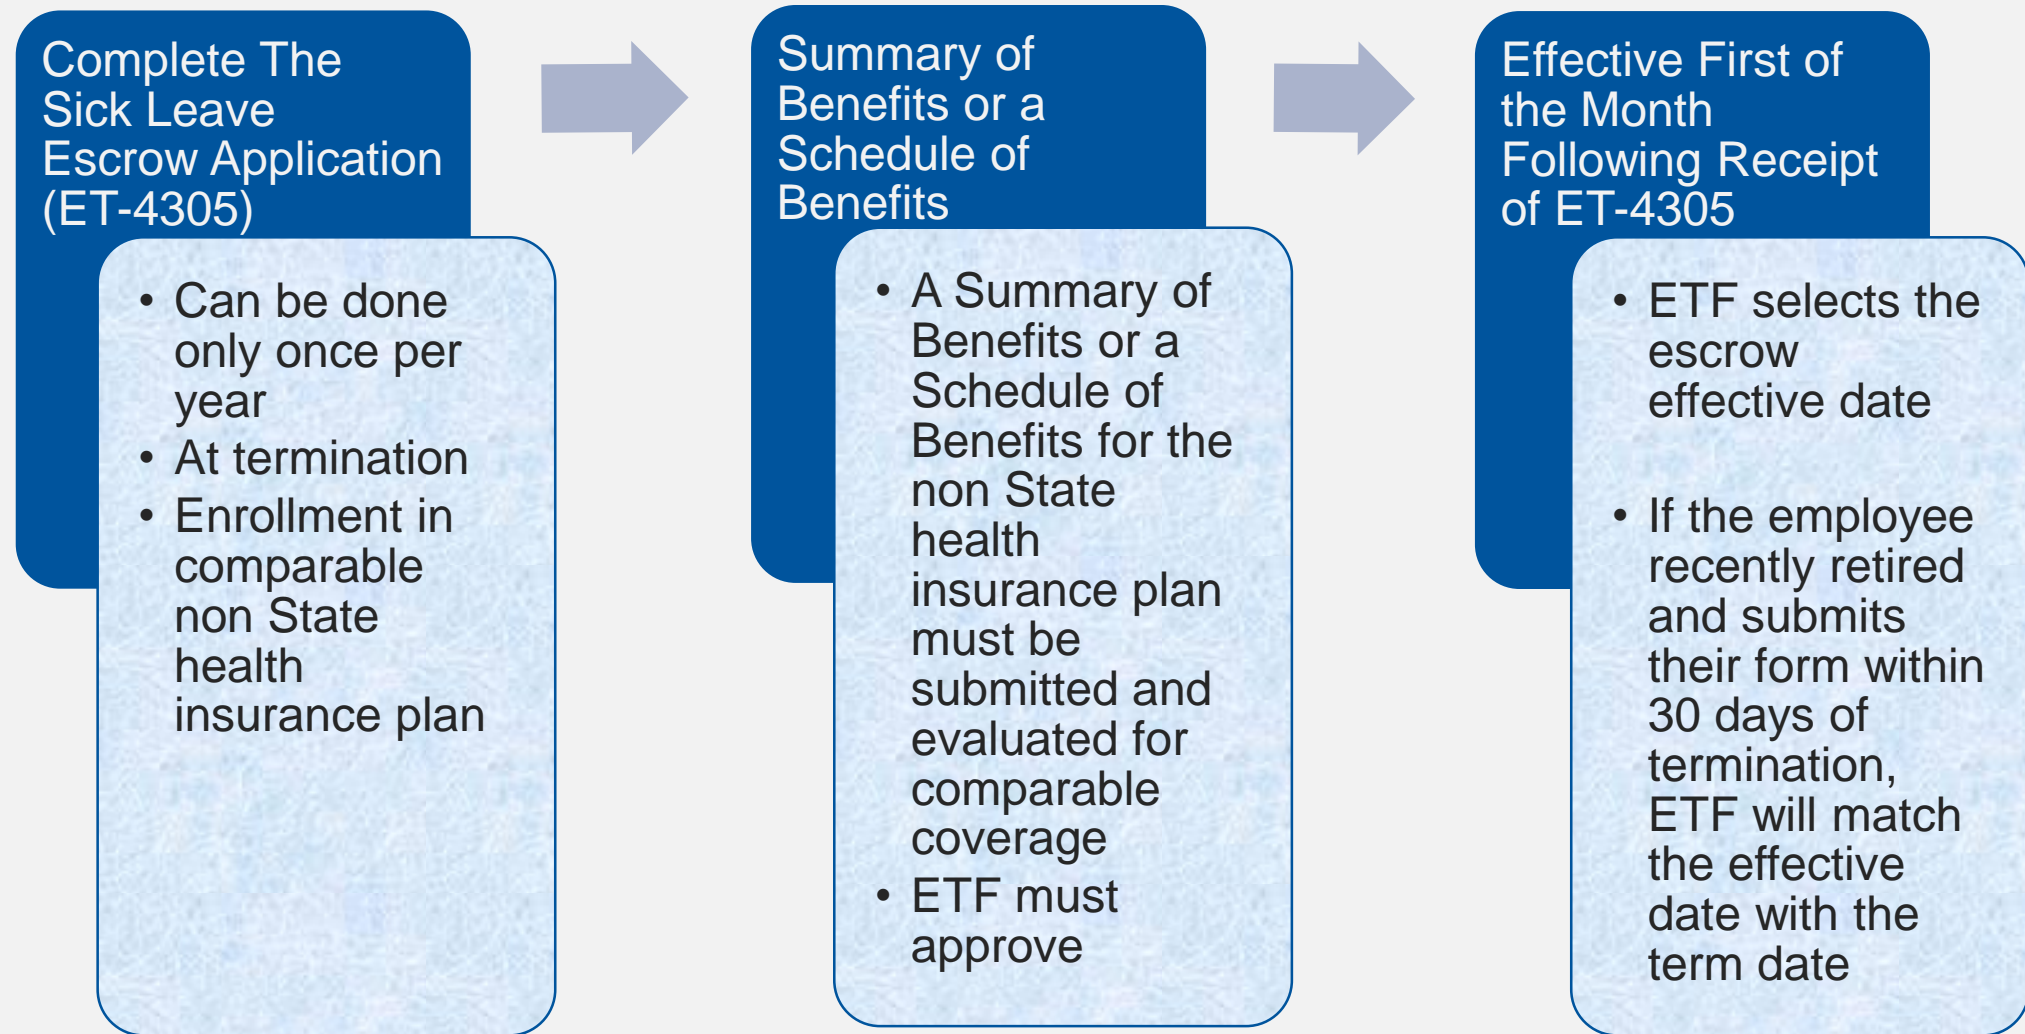 Complete The
Sick Leave
Escrow Application
(ET-4305)
• Can be done
only once per
year
• At termination
• Enrollment in
comparable
non State
health
insurance plan
Summary of
Benefits or a
Schedule of
Benefits
• A Summary of
Benefits or a
Schedule of
Benefits for the
non State
health
insurance plan
must be
submitted and
evaluated for
comparable
coverage
• ETF must
approve
Effective First of
the Month
Following Receipt
of ET-4305
• ETF selects the
escrow
effective date
• If the employee
recently retired
and submits
their form within
30 days of
termination,
ETF will match
the effective
date with the
term date